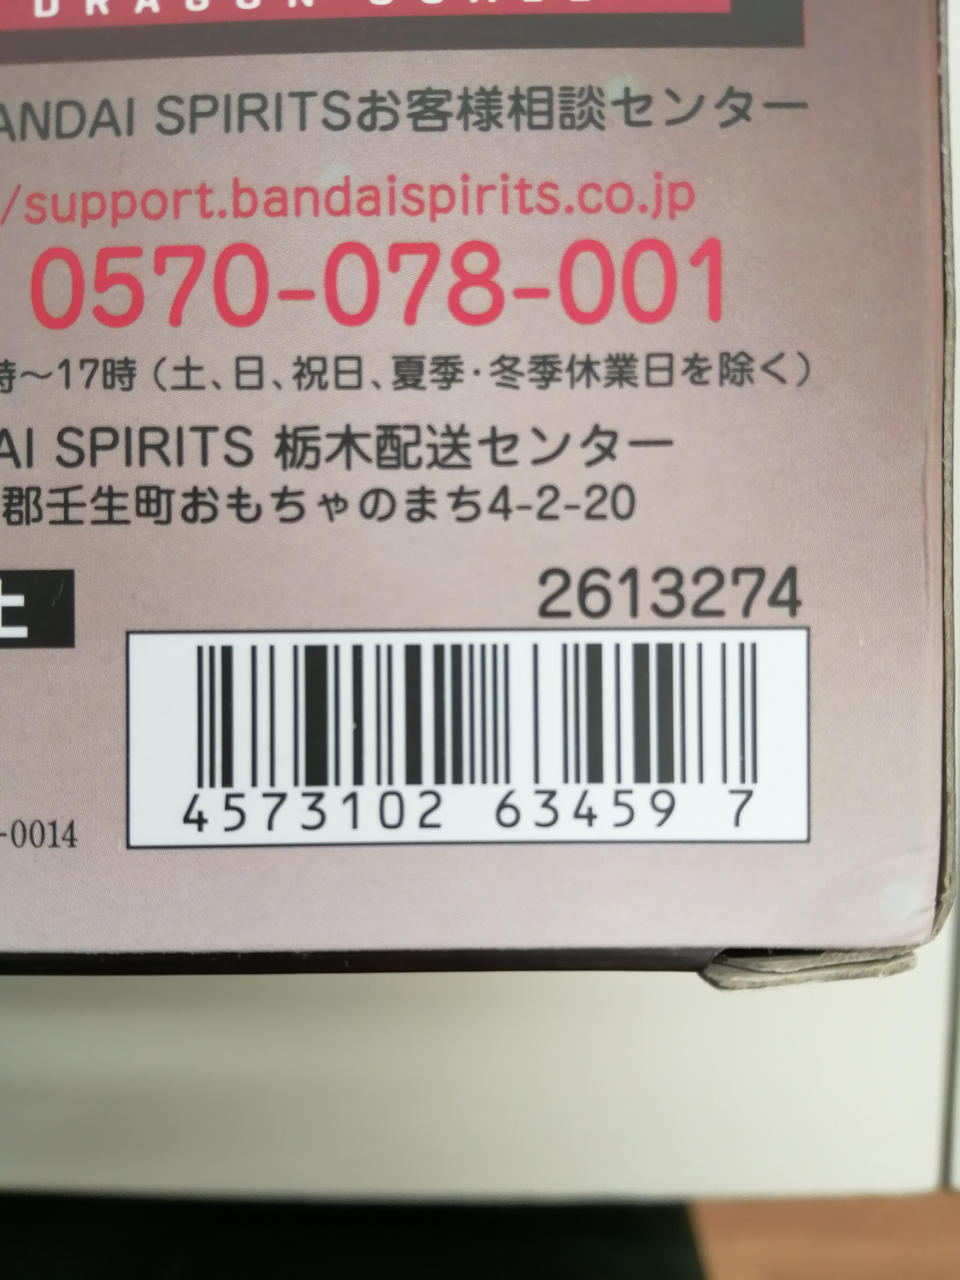 ANDAI SPIRITSお客様相談センター
/support.bandaispirits.co.jp
0570-078-001
時〜17時（土、日、祝日、夏季・冬季休業日を除く）
AI SPIRITS 栃木配送センター
郡壬生町おもちゃのまち4-2-20
2613274
士
4573102 63459 7
-0014